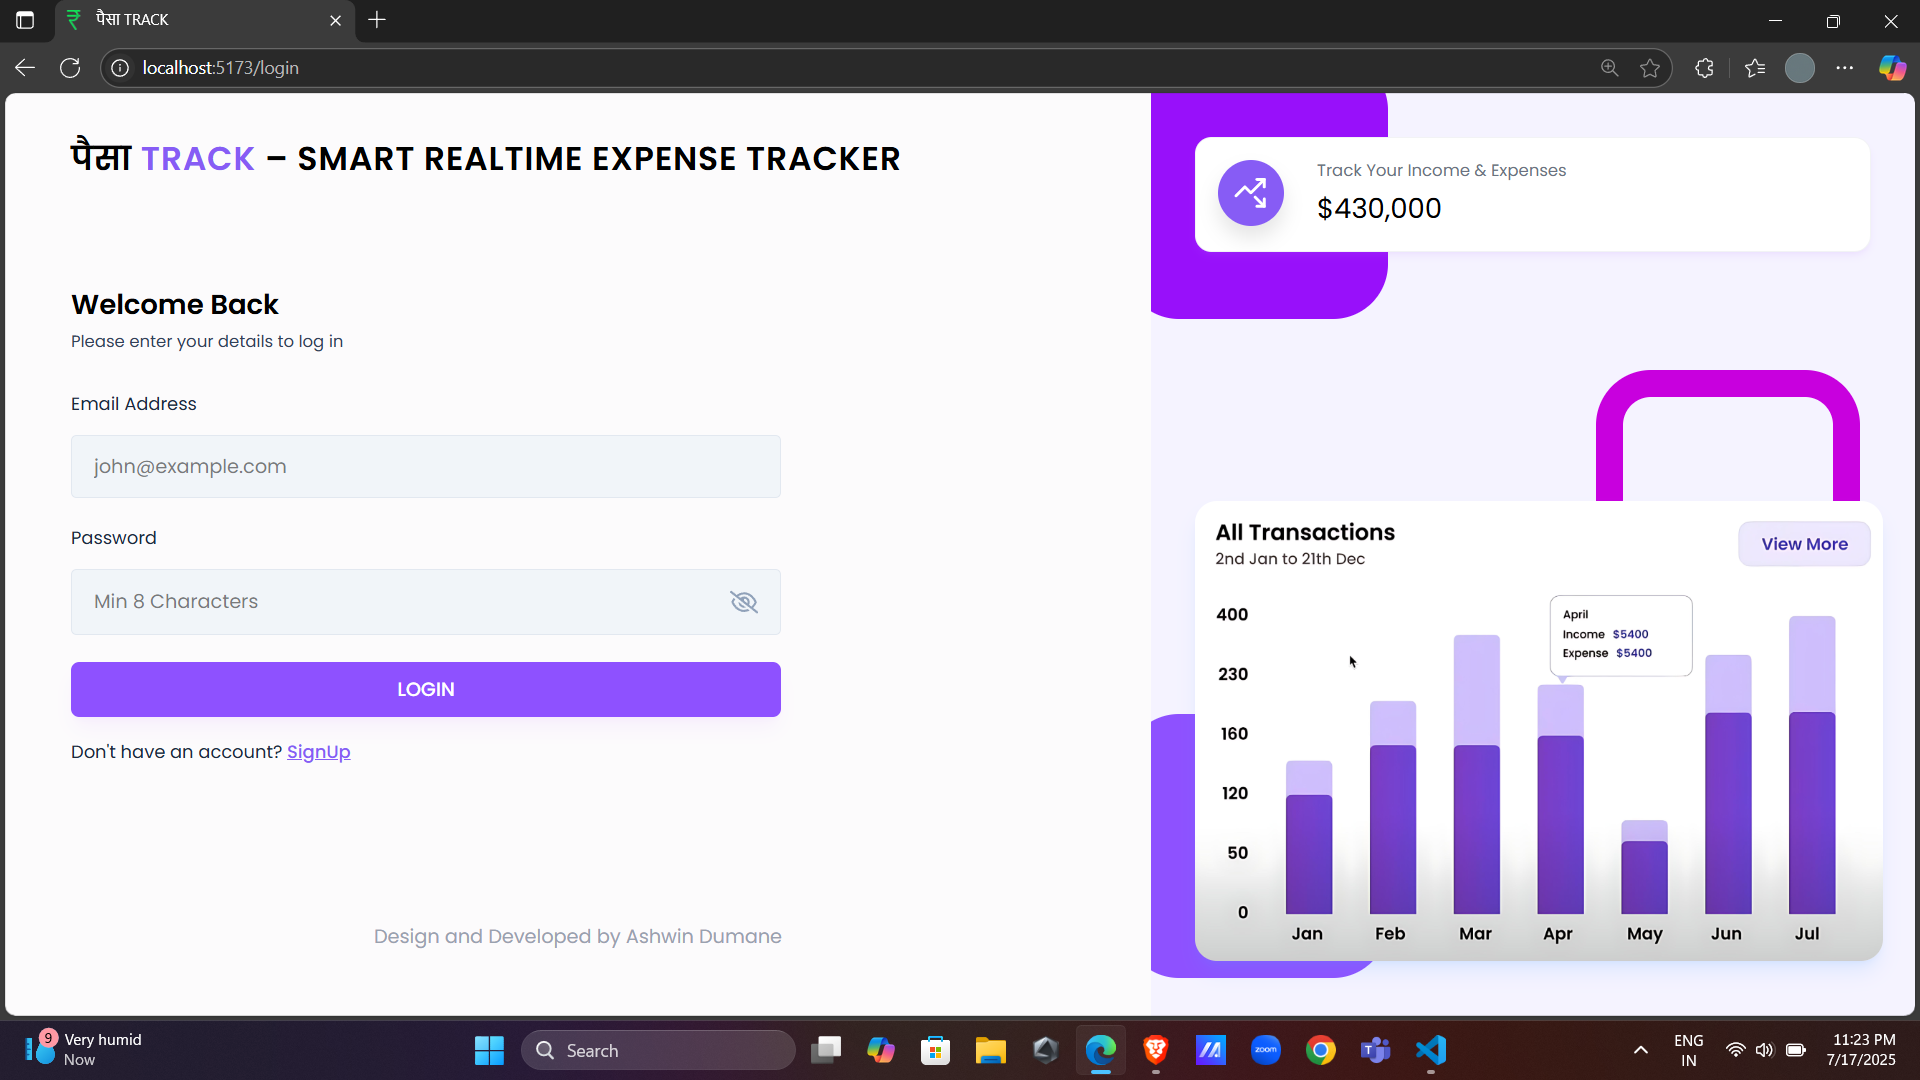 पैसा TRACK
localhost:5173/login
पैसा TRACK – SMART REALTIME EXPENSE TRACKER
Welcome Back
Please enter your details to log in
Email Address
john@example.com
Password
Min 8 Characters
LOGIN
Don't have an account? SignUp
Design and Developed by Ashwin Dumane
Track Your Income & Expenses
$430,000
All Transactions
2nd Jan to 21th Dec
View More
April
Income $5400
Expense $5400
400
230
160
120
50
0
Jan Feb Mar Apr May Jun Jul
9
Very humid
Now
Search
zoom
T
ENG
IN
11:23 PM
7/17/2025